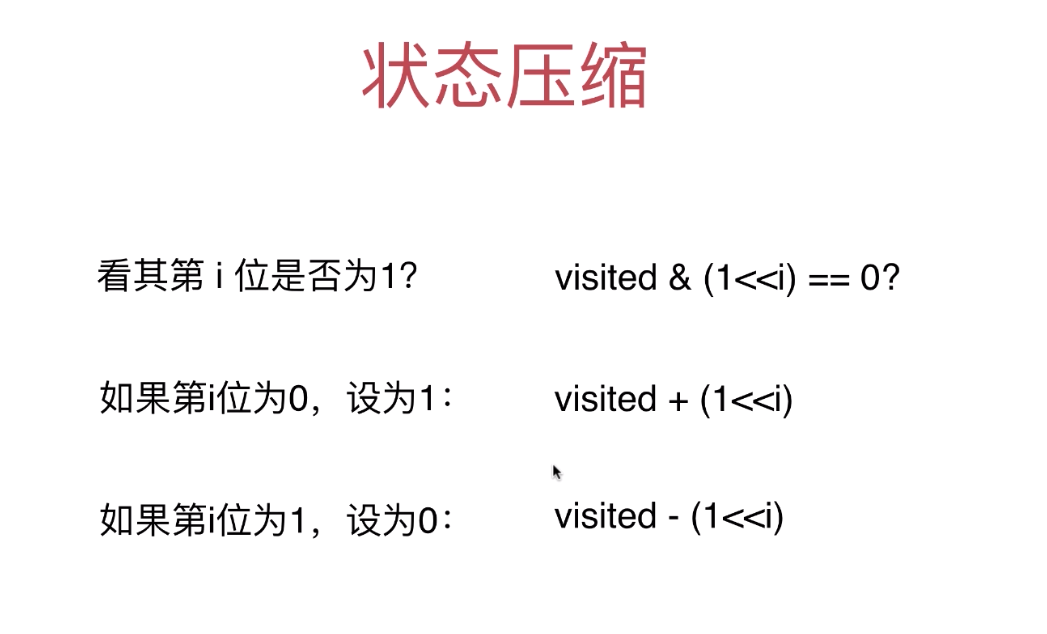 状态压缩
看其第 i 位是否为1? visited & (1<<i) == 0?
如果第i位为0，设为1： visited + (1<<i)
如果第i位为1，设为0： visited - (1<<i)